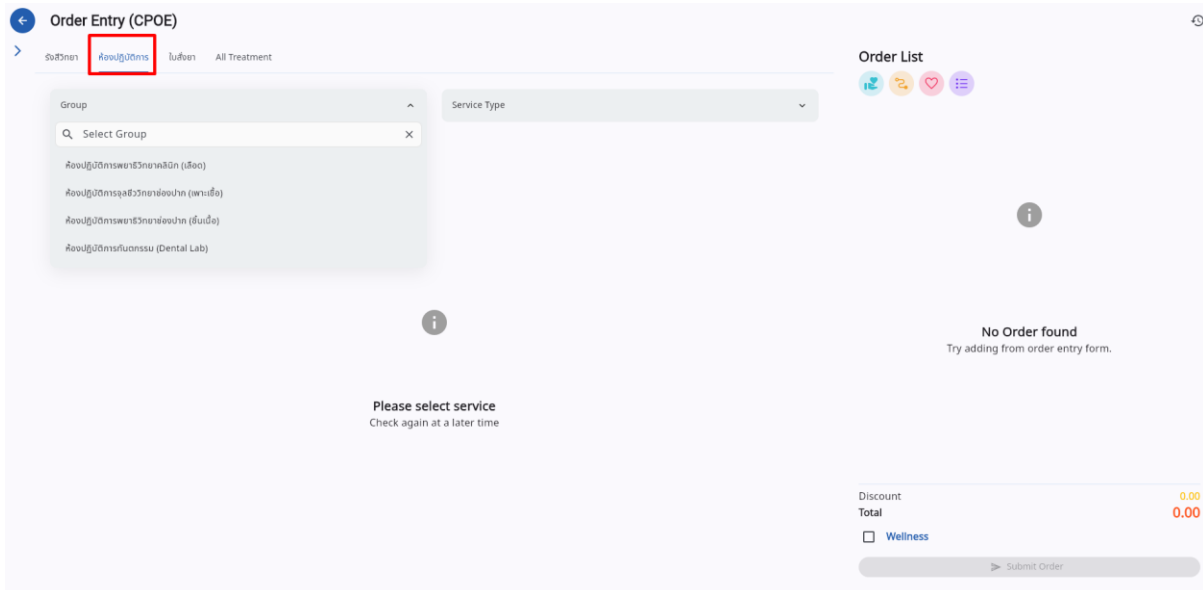 Order Entry (CPOE)
รังสีวิทยา ห้องปฏิบัติการ ใบสั่งยา All Treatment
Group
Service Type
Select Group
ห้องปฏิบัติการพยาธิวิทยาคลินิก (เลือด)
ห้องปฏิบัติการจุลชีววิทยาช่องปาก (เพาะเชื้อ)
ห้องปฏิบัติการพยาธิวิทยาช่องปาก (ชิ้นเนื้อ)
ห้องปฏิบัติการทันตกรรม (Dental Lab)
Please select service
Check again at a later time
Order List
No Order found
Try adding from order entry form.
Discount 0.00
Total 0.00
Wellness
Submit Order